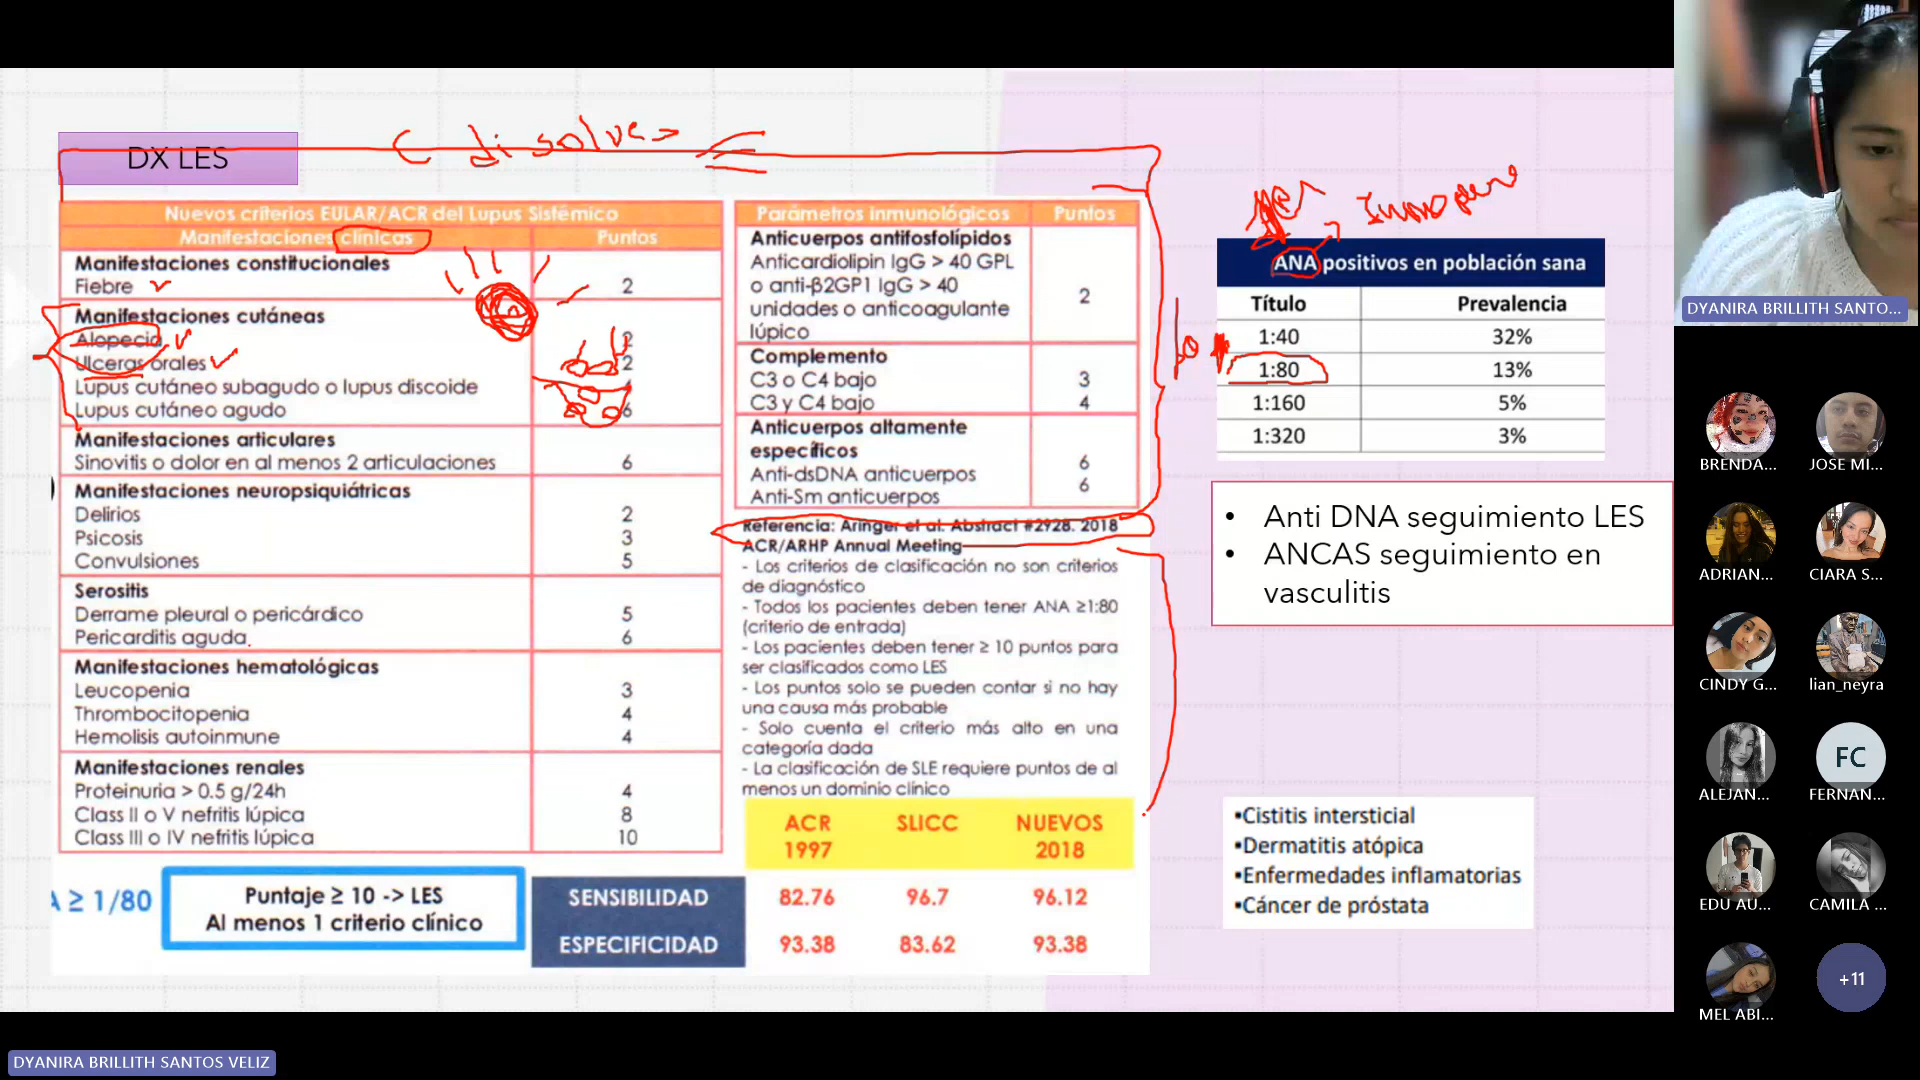 DX LES
disolve
Nuevos criterios EULAR/ACR del Lupus Sistémico
Manifestaciones clínicas Puntos
Manifestaciones constitucionales
Fiebre 2
Manifestaciones cutáneas
Alopecia 2
Ulceras orales 2
Lupus cutáneo subagudo o lupus discoide
Lupus cutáneo agudo 6
Manifestaciones articulares
Sinovitis o dolor en al menos 2 articulaciones 6
Manifestaciones neuropsiquiátricas
Delirios 2
Psicosis 3
Convulsiones 5
Serositis
Derrame pleural o pericárdico 5
Pericarditis aguda. 6
Manifestaciones hematológicas
Leucopenia 3
Thrombocitopenia 4
Hemolisis autoinmune 4
Manifestaciones renales
Proteinuria > 0.5 g/24h 4
Class II o V nefritis lúpica 8
Class III o IV nefritis lúpica 10
A ≥ 1/80
Puntaje ≥ 10 -> LES
Al menos 1 criterio clínico
Parámetros inmunológicos Puntos
Anticuerpos antifosfolípidos
Anticardiolipin IgG > 40 GPL
o anti-β2GP1 IgG > 40
unidades o anticoagulante
lúpico
2
Complemento
C3 o C4 bajo 3
C3 y C4 bajo 4
Anticuerpos altamente
específicos
Anti-dsDNA anticuerpos 6
Anti-Sm anticuerpos 6
Referencia: Aringer et al. Abstract #2928. 2018
ACR/ARHP Annual Meeting
- Los criterios de clasificación no son criterios
de diagnóstico
- Todos los pacientes deben tener ANA ≥1:80
(criterio de entrada)
- Los pacientes deben tener ≥ 10 puntos para
ser clasificados como LES
- Los puntos solo se pueden contar si no hay
una causa más probable
- Solo cuenta el criterio más alto en una
categoría dada
- La clasificación de SLE requiere puntos de al
menos un dominio clínico
ACR 1997 SLICC NUEVOS 2018
SENSIBILIDAD 82.76 96.7 96.12
ESPECIFICIDAD 93.38 83.62 93.38
ANA positivos en población sana
Título Prevalencia
1:40 32%
1:80 13%
1:160 5%
1:320 3%
• Anti DNA seguimiento LES
• ANCAS seguimiento en
vasculitis
▪Cistitis intersticial
▪Dermatitis atópica
▪Enfermedades inflamatorias
▪Cáncer de próstata
DYANIRA BRILLITH SANTO...
BRENDA... JOSE MI...
ADRIAN... CIARA S...
CINDY G... lian_neyra
FC
ALEJAN... FERNAN...
EDU AU... CAMILA ...
+11
MEL ABI...
DYANIRA BRILLITH SANTOS VELIZ